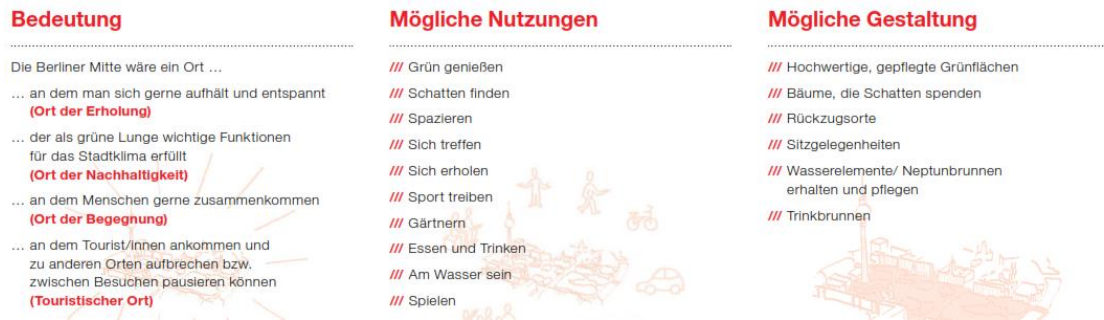 Bedeutung
Die Berliner Mitte wäre ein Ort …
… an dem man sich gerne aufhält und entspannt
(Ort der Erholung)
… der als grüne Lunge wichtige Funktionen
für das Stadtklima erfüllt
(Ort der Nachhaltigkeit)
… an dem Menschen gerne zusammenkommen
(Ort der Begegnung)
… an dem Tourist/innen ankommen und
zu anderen Orten aufbrechen bzw.
zwischen Besuchen pausieren können
(Touristischer Ort)
Mögliche Nutzungen
/// Grün genießen
/// Schatten finden
/// Spazieren
/// Sich treffen
/// Sich erholen
/// Sport treiben
/// Gärtnern
/// Essen und Trinken
/// Am Wasser sein
/// Spielen
Mögliche Gestaltung
/// Hochwertige, gepflegte Grünflächen
/// Bäume, die Schatten spenden
/// Rückzugsorte
/// Sitzgelegenheiten
/// Wasserelemente/ Neptunbrunnen
erhalten und pflegen
/// Trinkbrunnen